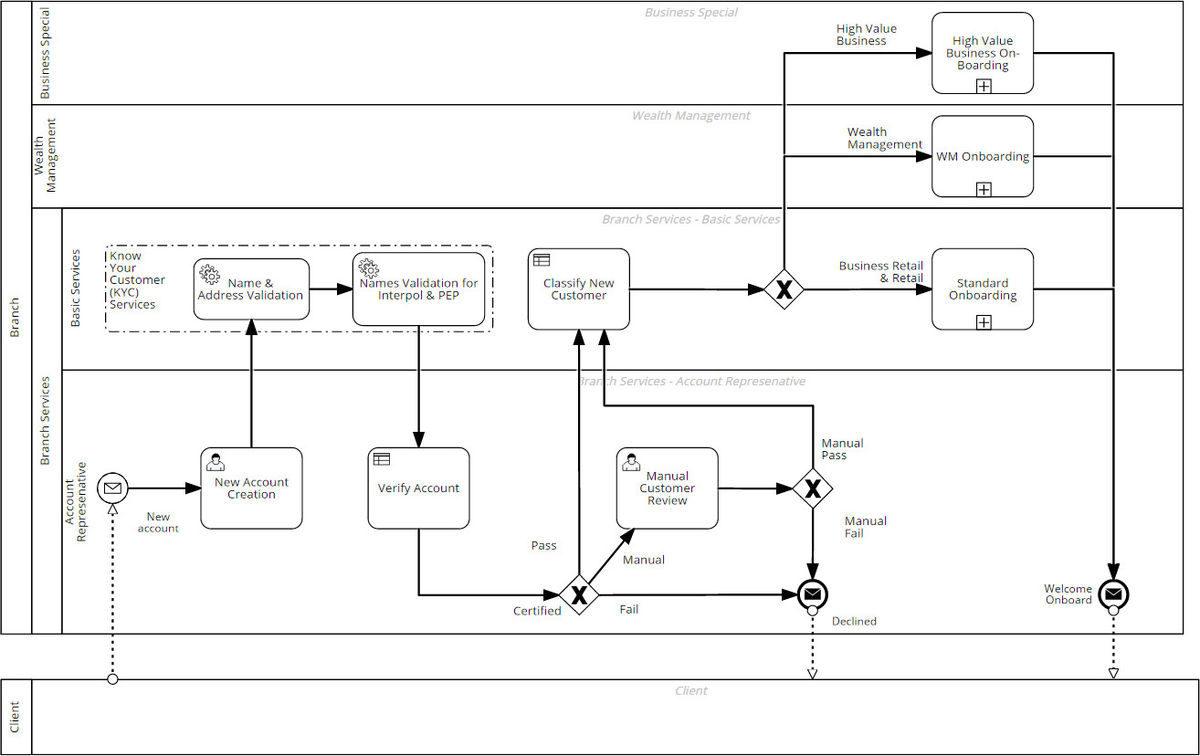 Business Special
Business Special
High Value
Business
High Value
Business On-
Boarding
Wealth
Management
Wealth Management
Wealth
Management
WM Onboarding
Branch
Branch Services
Basic Services
Branch Services - Basic Services
Know
Your
Customer
(KYC)
Services
Name &
Address Validation
Names Validation for
Interpol & PEP
Classify New
Customer
Business Retail
& Retail
Standard
Onboarding
Account
Represenative
Branch Services - Account Represenative
New
account
New Account
Creation
Verify Account
Certified
Pass
Manual
Fail
Manual
Customer
Review
Manual
Pass
Manual
Fail
Declined
Welcome
Onboard
Client
Client